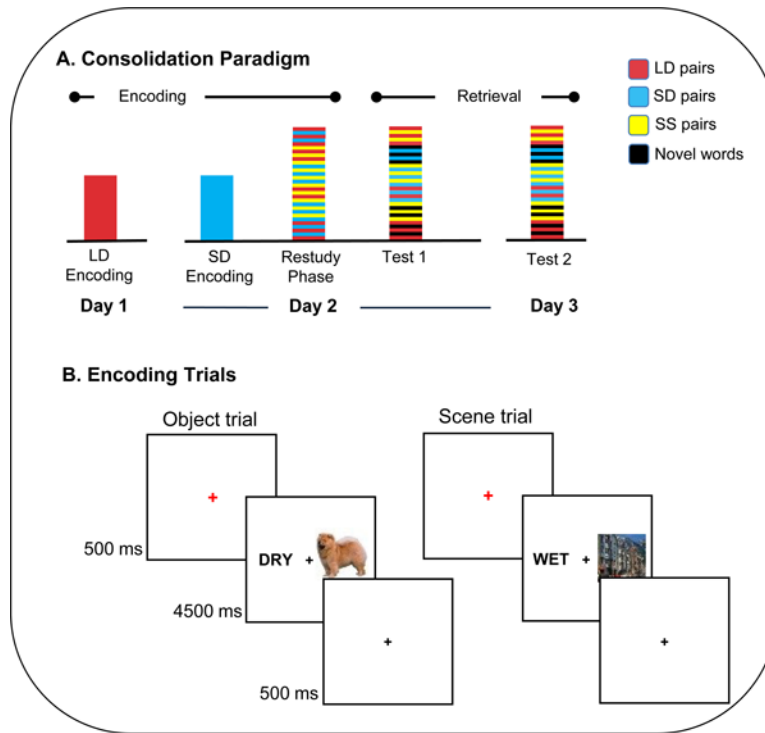 A. Consolidation Paradigm
Encoding
Retrieval
LD pairs
SD pairs
SS pairs
Novel words
LD
Encoding
SD
Encoding
Restudy
Phase
Test 1
Test 2
Day 1
Day 2
Day 3
B. Encoding Trials
Object trial
Scene trial
+
+
500 ms
DRY +
WET +
4500 ms
+
+
500 ms